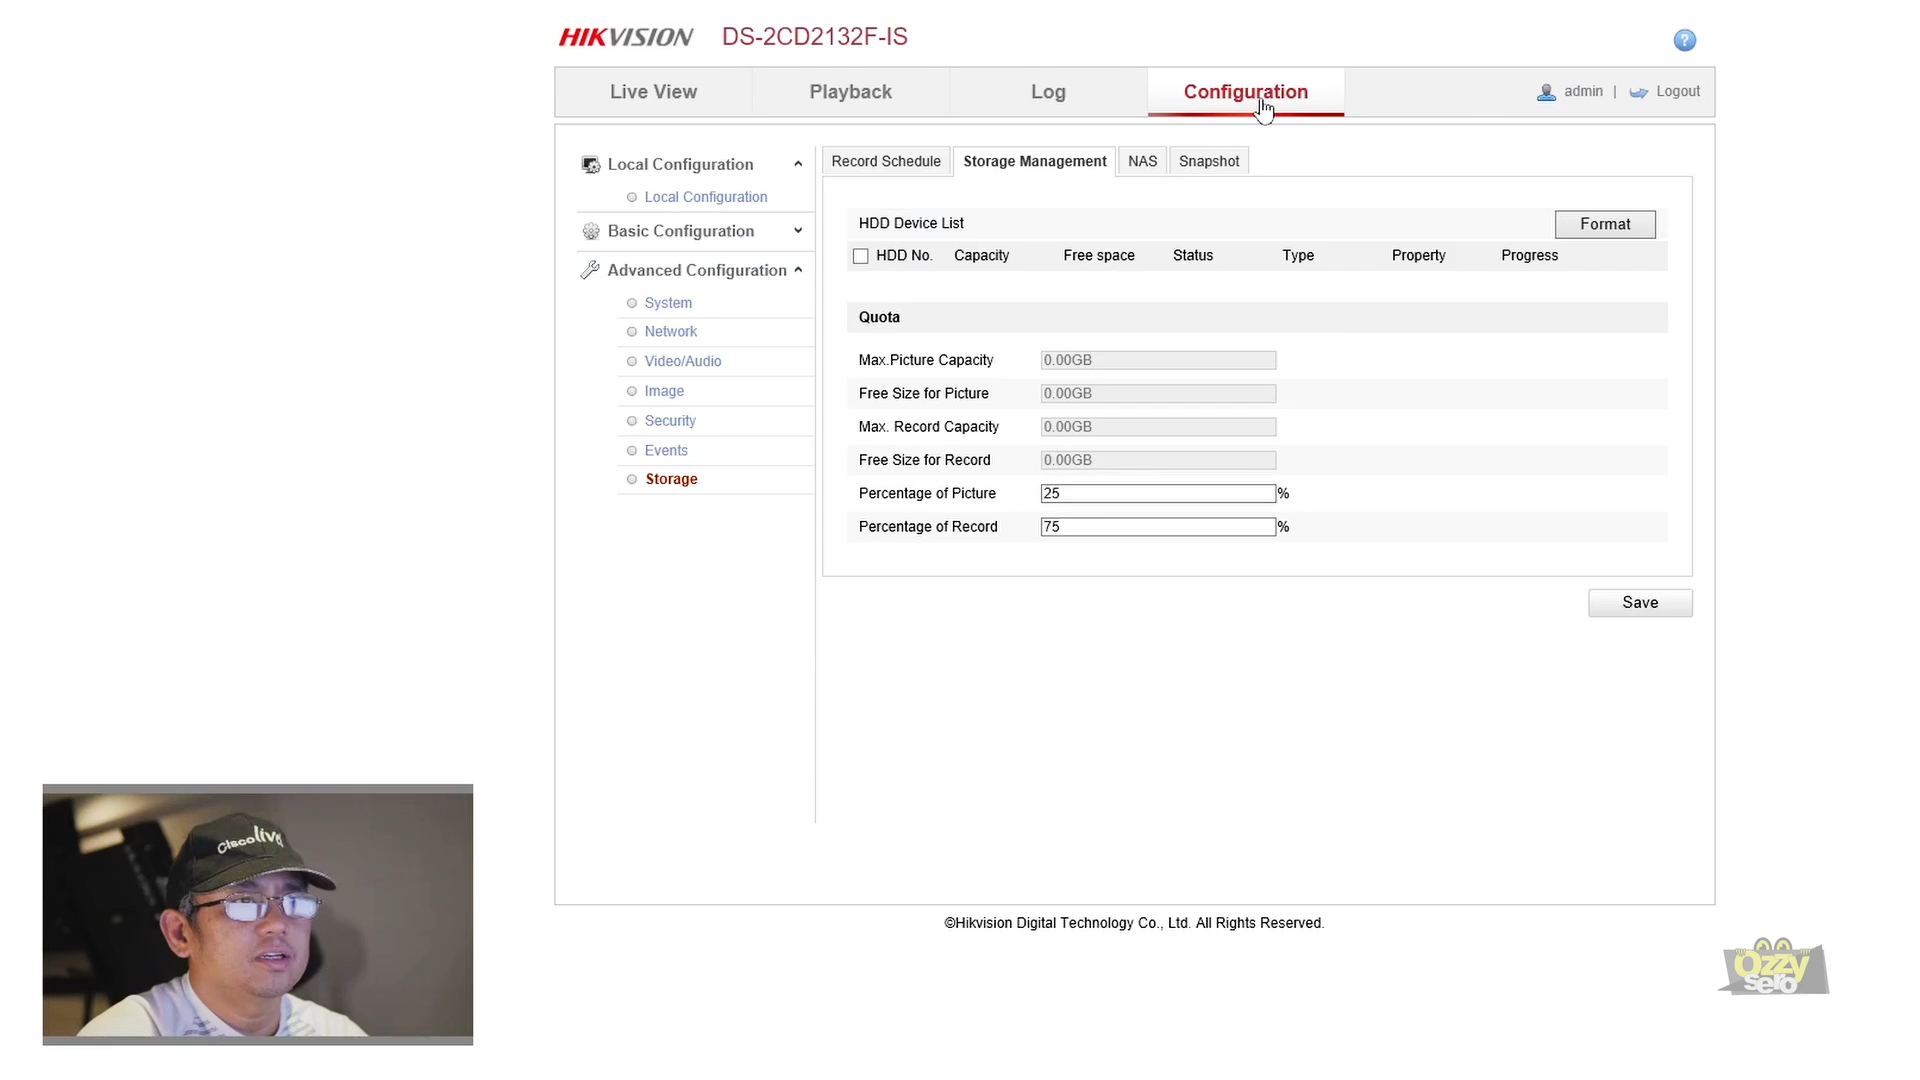 HIKVISION DS-2CD2132F-IS
?
Live View Playback Log Configuration admin | Logout
Local Configuration
Local Configuration
Basic Configuration
Advanced Configuration
System
Network
Video/Audio
Image
Security
Events
Storage
Record Schedule Storage Management NAS Snapshot
HDD Device List Format
HDD No. Capacity Free space Status Type Property Progress
Quota
Max.Picture Capacity 0.00GB
Free Size for Picture 0.00GB
Max. Record Capacity 0.00GB
Free Size for Record 0.00GB
Percentage of Picture 25 %
Percentage of Record 75 %
Save
©Hikvision Digital Technology Co., Ltd. All Rights Reserved.
Ciscolive!
Ozzy
sero